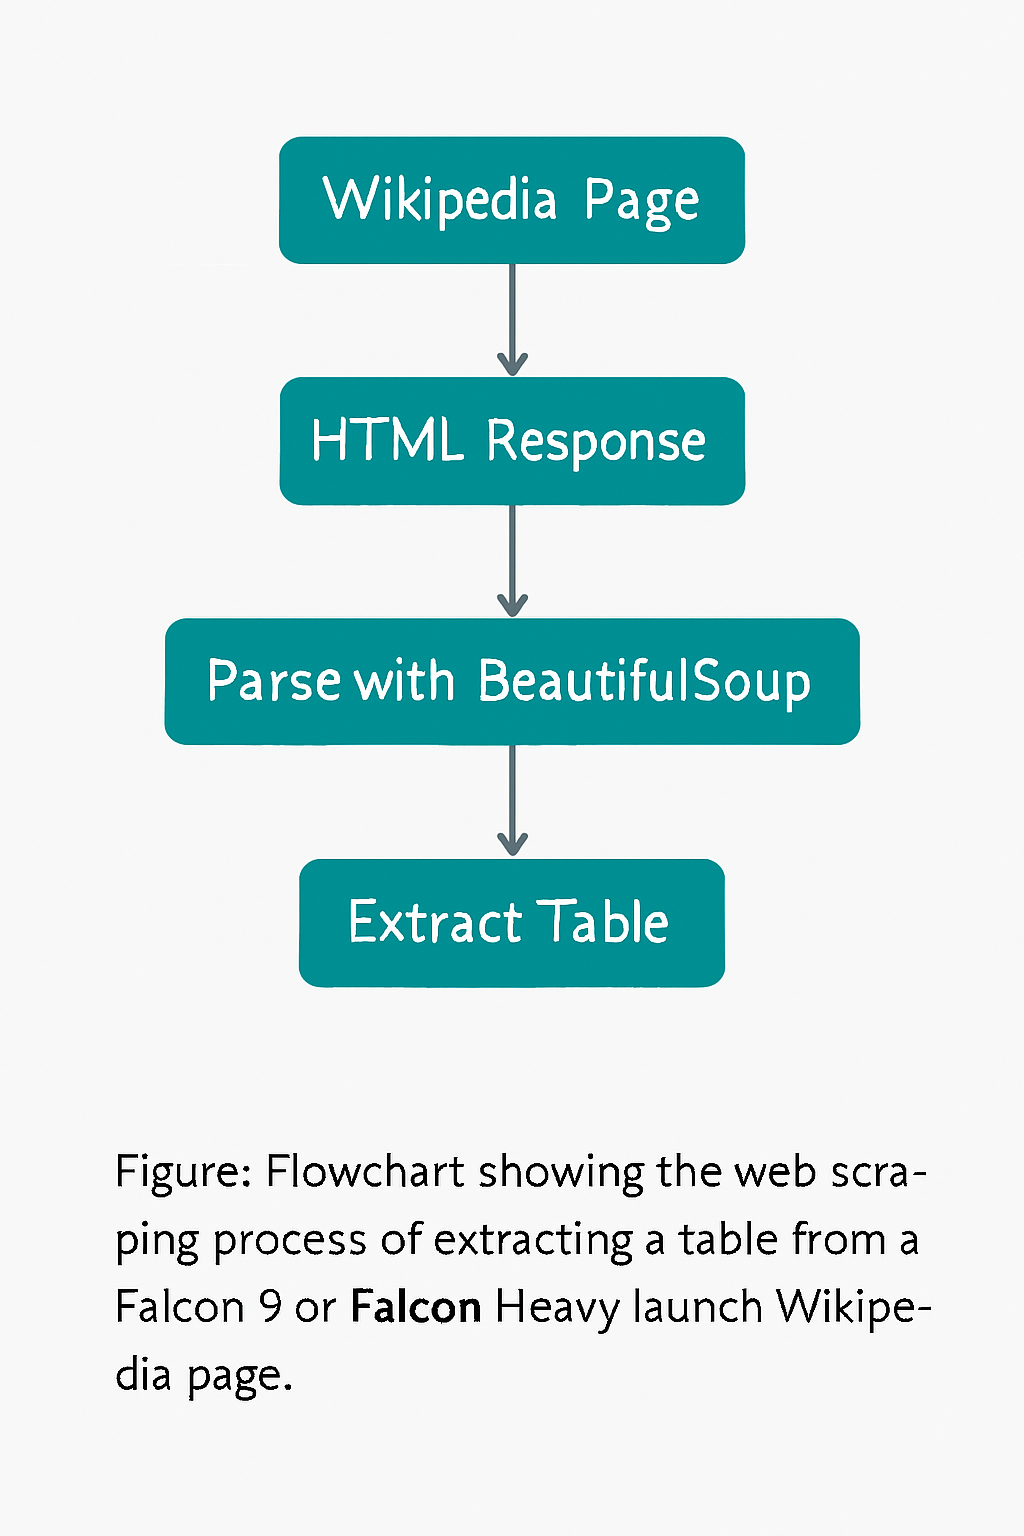 Wikipedia Page
HTML Response
Parse with BeautifulSoup
Extract Table
Figure: Flowchart showing the web scra-
ping process of extracting a table from a
Falcon 9 or Falcon Heavy launch Wikipe-
dia page.